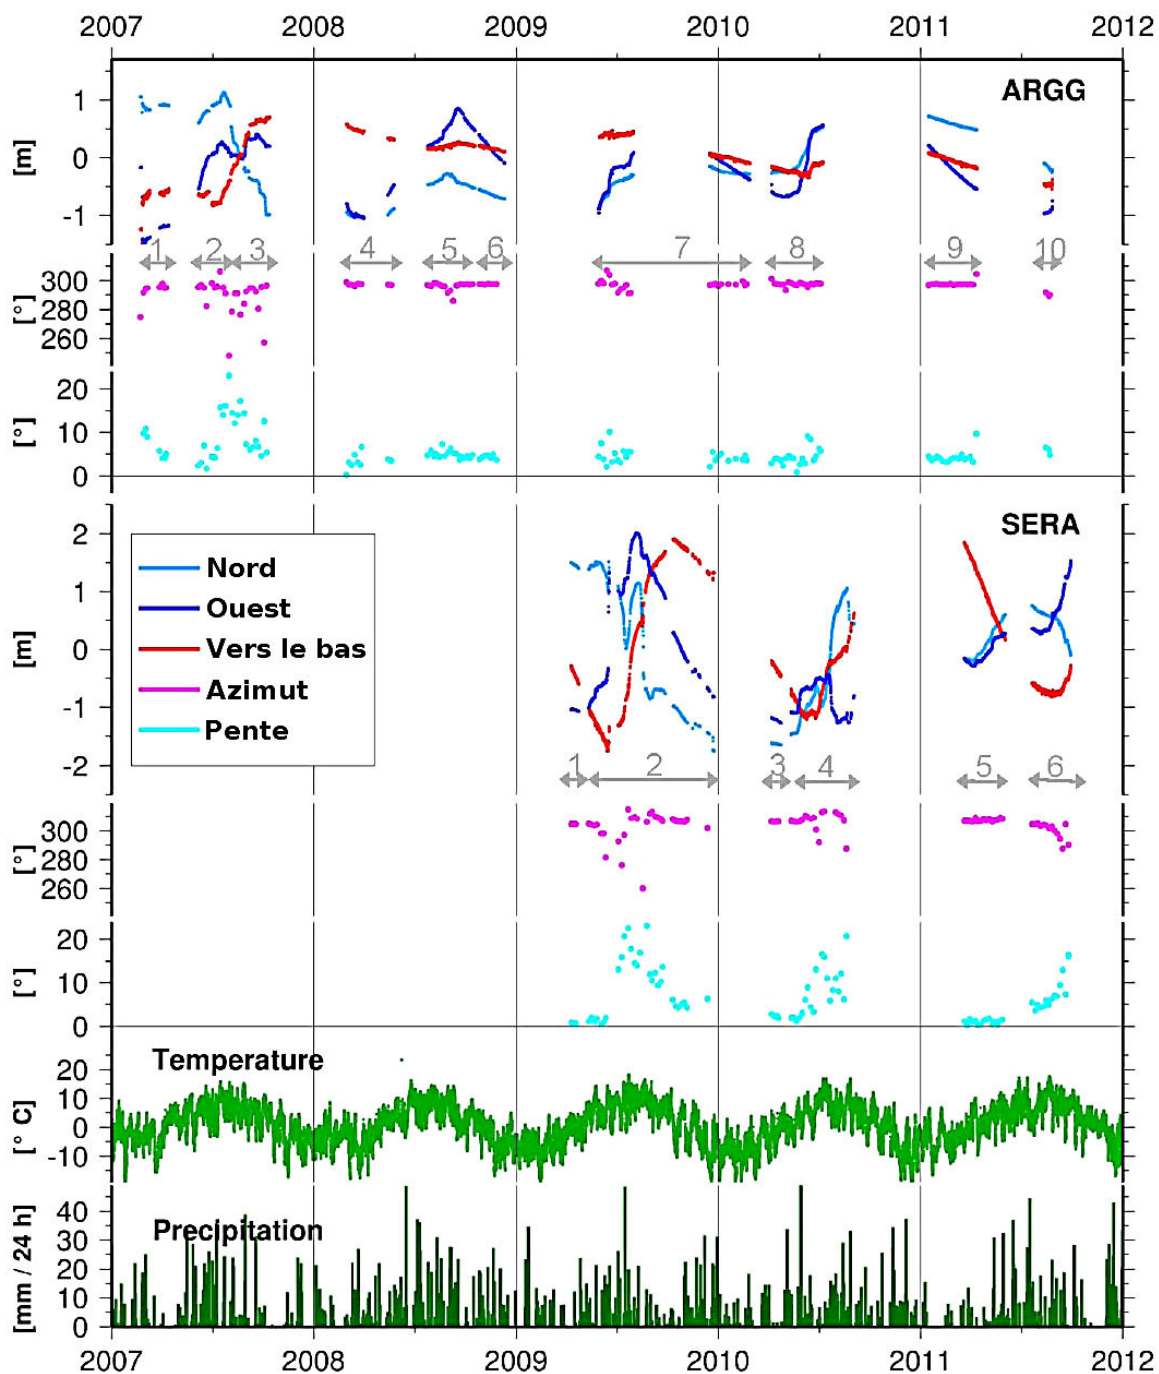 2007 2008 2009 2010 2011 2012
ARGG
1
0
-1
[m]
1 2 3 4 5 6 7 8 9 10
300
280
260
[°]
20
10
0
[°]
SERA
2
1
0
-1
-2
[m]
Nord
Ouest
Vers le bas
Azimut
Pente
1 2 3 4 5 6
300
280
260
[°]
20
10
0
[°]
Temperature
20
10
0
-10
[° C]
Precipitation
40
30
20
10
0
[mm / 24 h]
2007 2008 2009 2010 2011 2012